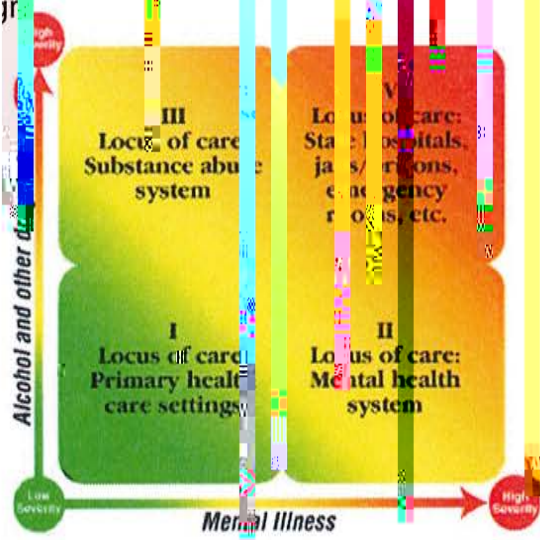 High
Severity
III
Locus of care
Substance abuse
system
Locus of care:
State hospitals,
jails/prisons,
emergency
rooms, etc.
Alcohol and other
I
Locus of care
Primary health
care settings
II
Locus of care:
Mental health
system
Low
Severity
High
Severity
Mental Illness